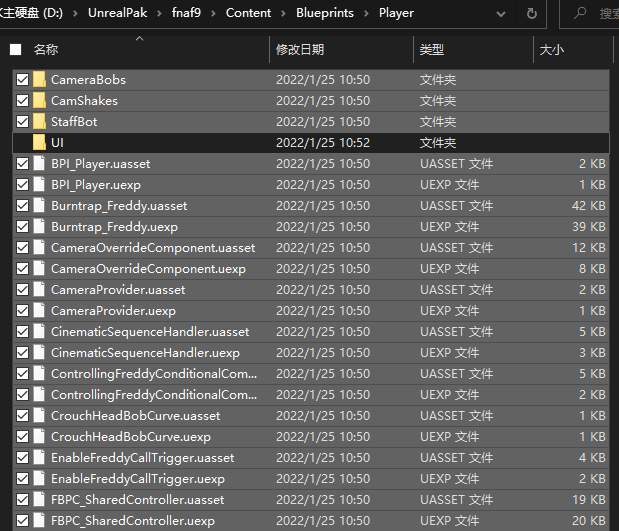 主硬盘 (D:) > UnrealPak > fnaf9 > Content > Blueprints > Player 搜索
名称 修改日期 类型 大小
CameraBobs 2022/1/25 10:50 文件夹
CamShakes 2022/1/25 10:50 文件夹
StaffBot 2022/1/25 10:50 文件夹
UI 2022/1/25 10:52 文件夹
BPI_Player.uasset 2022/1/25 10:50 UASSET 文件 2 KB
BPI_Player.uexp 2022/1/25 10:50 UEXP 文件 1 KB
Burntrap_Freddy.uasset 2022/1/25 10:50 UASSET 文件 42 KB
Burntrap_Freddy.uexp 2022/1/25 10:50 UEXP 文件 39 KB
CameraOverrideComponent.uasset 2022/1/25 10:50 UASSET 文件 12 KB
CameraOverrideComponent.uexp 2022/1/25 10:50 UEXP 文件 8 KB
CameraProvider.uasset 2022/1/25 10:50 UASSET 文件 2 KB
CameraProvider.uexp 2022/1/25 10:50 UEXP 文件 1 KB
CinematicSequenceHandler.uasset 2022/1/25 10:50 UASSET 文件 5 KB
CinematicSequenceHandler.uexp 2022/1/25 10:50 UEXP 文件 3 KB
ControllingFreddyConditionalCom... 2022/1/25 10:50 UASSET 文件 5 KB
ControllingFreddyConditionalCom... 2022/1/25 10:50 UEXP 文件 2 KB
CrouchHeadBobCurve.uasset 2022/1/25 10:50 UASSET 文件 1 KB
CrouchHeadBobCurve.uexp 2022/1/25 10:50 UEXP 文件 1 KB
EnableFreddyCallTrigger.uasset 2022/1/25 10:50 UASSET 文件 4 KB
EnableFreddyCallTrigger.uexp 2022/1/25 10:50 UEXP 文件 2 KB
FBPC_SharedController.uasset 2022/1/25 10:50 UASSET 文件 19 KB
FBPC_SharedController.uexp 2022/1/25 10:50 UEXP 文件 20 KB